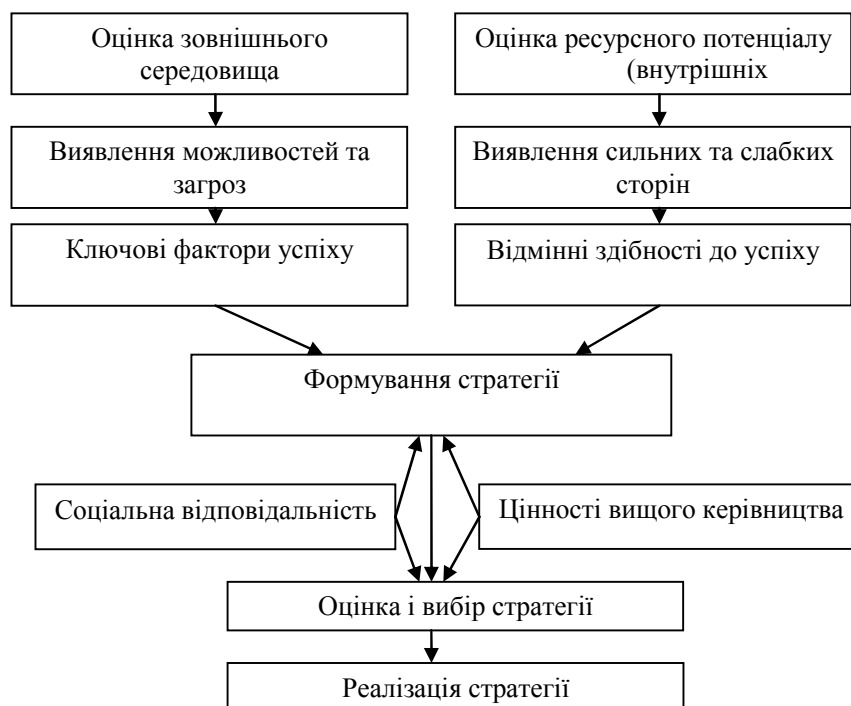 Оцінка зовнішнього
середовища
Оцінка ресурсного потенціалу
(внутрішніх
Виявлення можливостей та
загроз
Виявлення сильних та слабких
сторін
Ключові фактори успіху
Відмінні здібності до успіху
Формування стратегії
Соціальна відповідальність
Цінності вищого керівництва
Оцінка і вибір стратегії
Реалізація стратегії